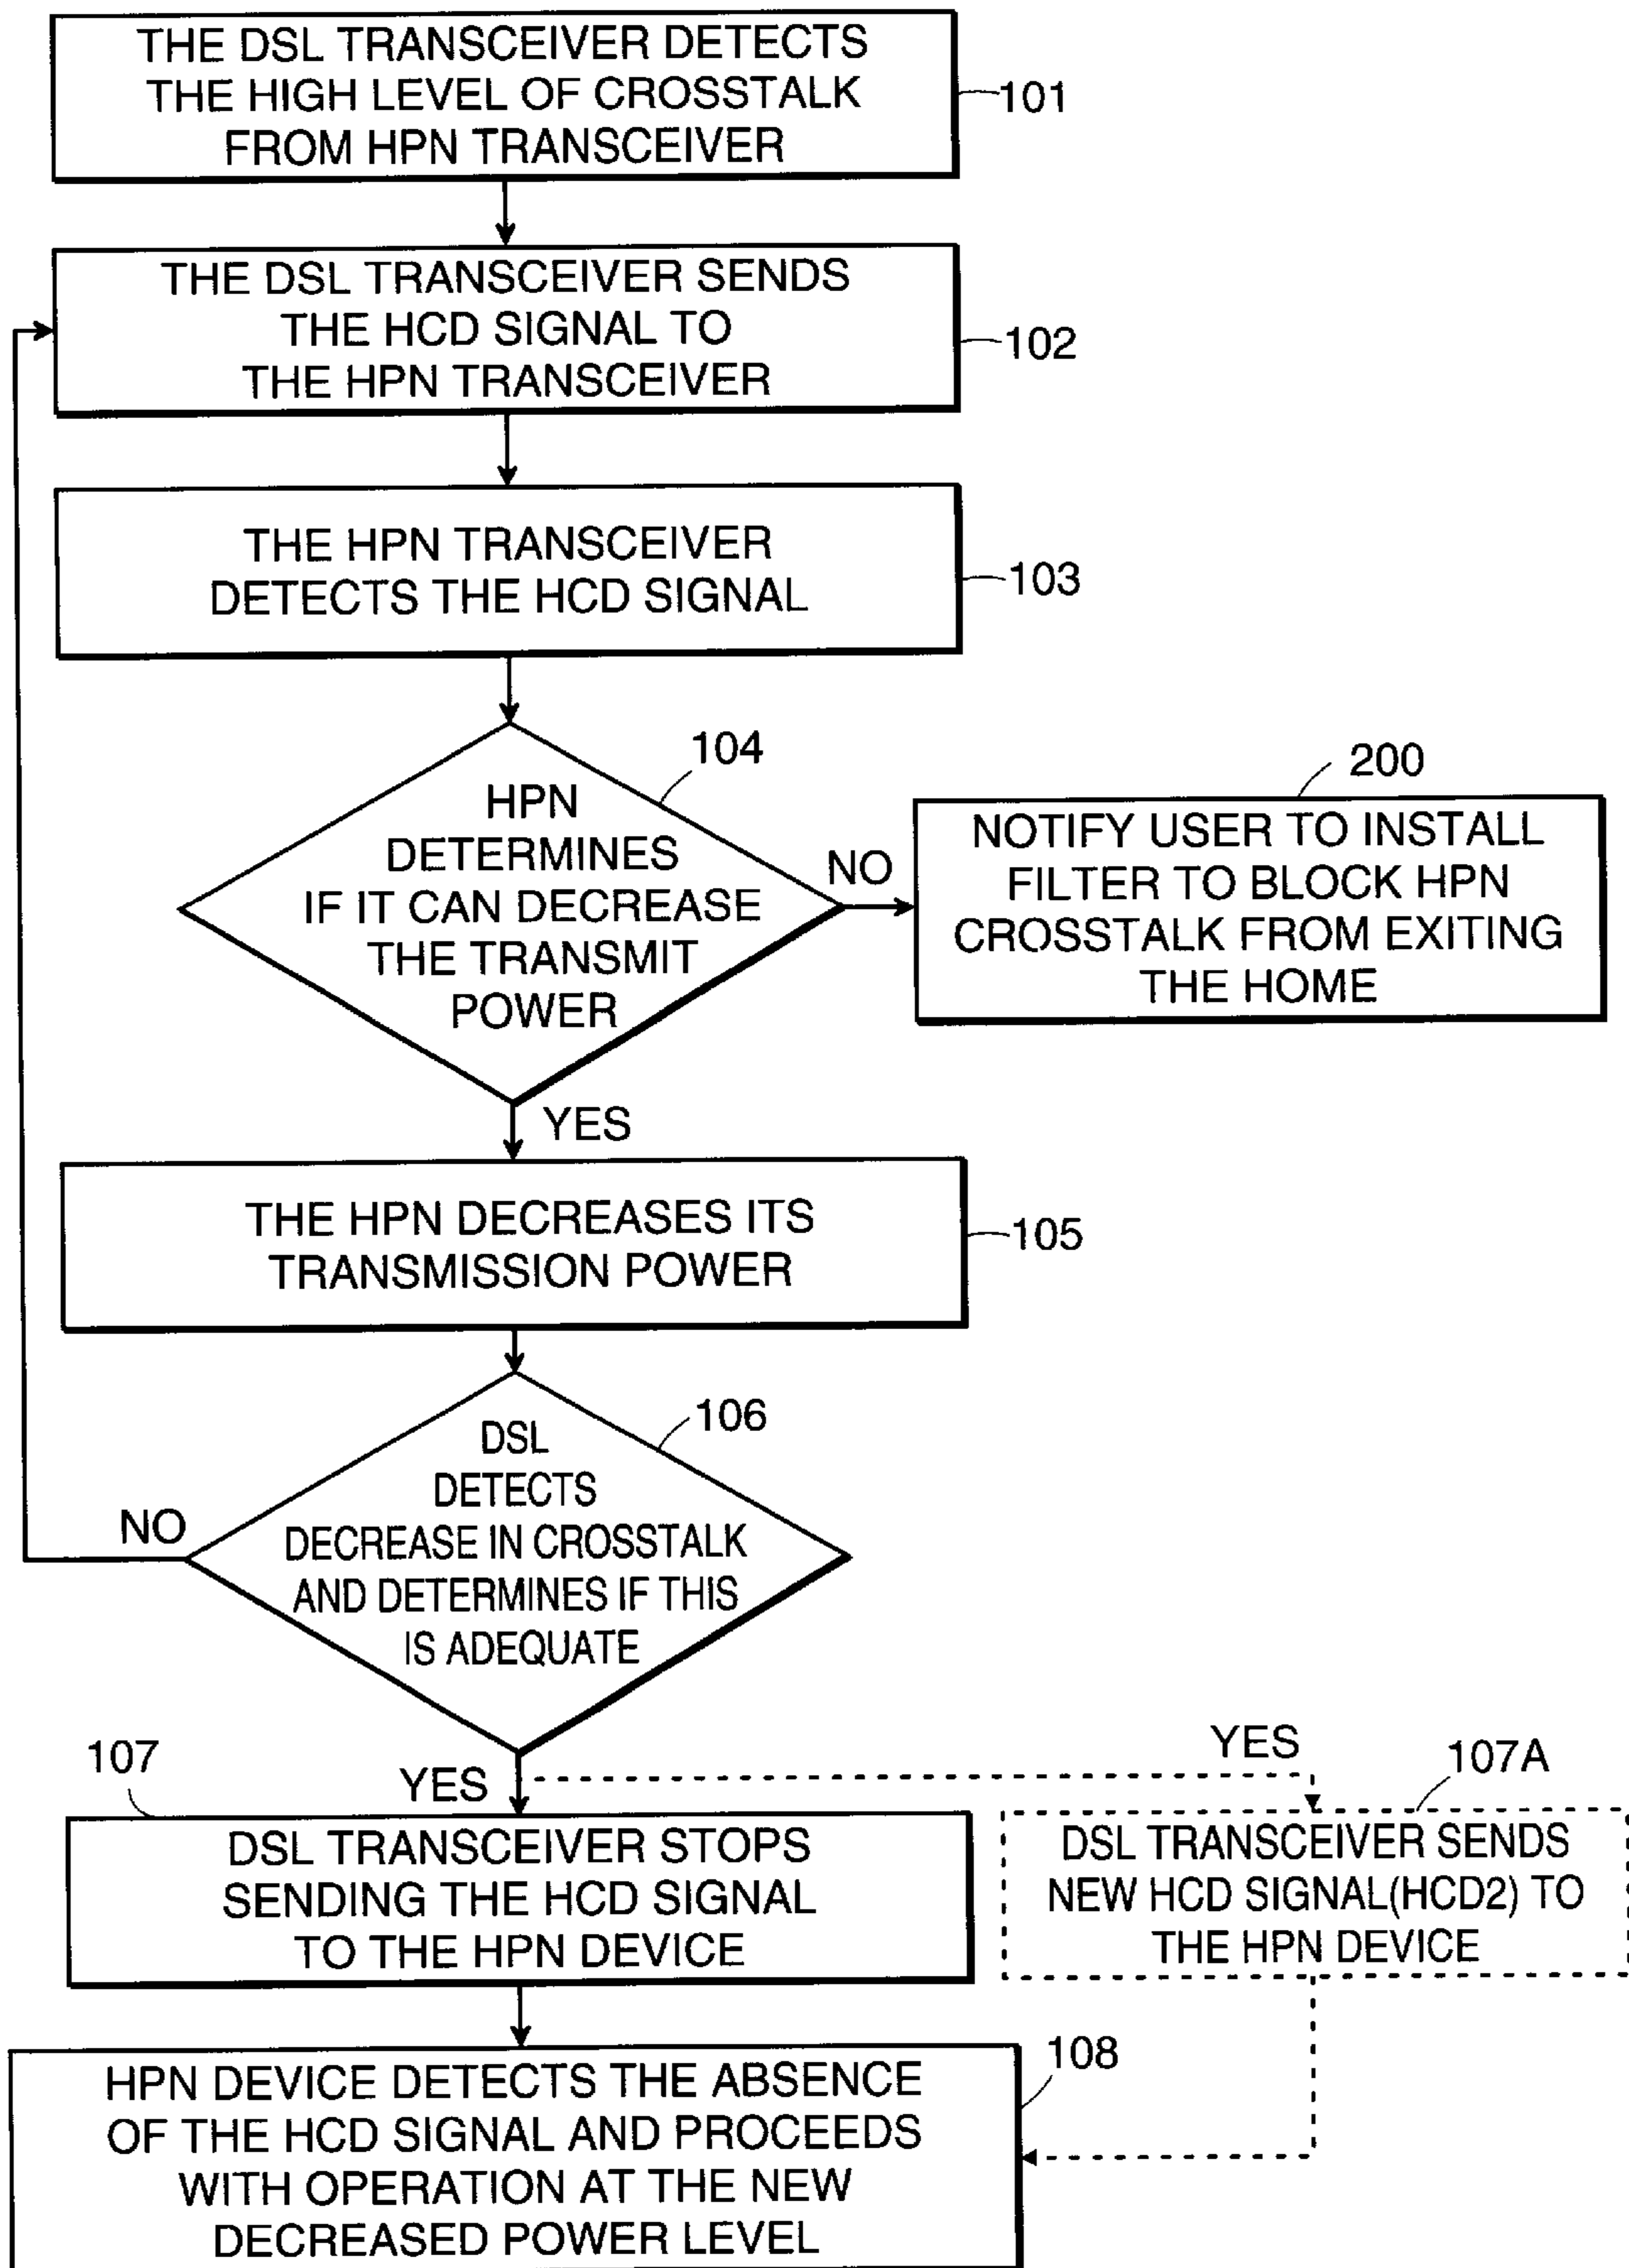 THE DSL TRANSCEIVER DETECTS
THE HIGH LEVEL OF CROSSTALK
FROM HPN TRANSCEIVER
101
THE DSL TRANSCEIVER SENDS
THE HCD SIGNAL TO
THE HPN TRANSCEIVER
102
THE HPN TRANSCEIVER
DETECTS THE HCD SIGNAL
103
104
HPN
DETERMINES
IF IT CAN DECREASE
THE TRANSMIT
POWER
NO
200
NOTIFY USER TO INSTALL
FILTER TO BLOCK HPN
CROSSTALK FROM EXITING
THE HOME
YES
THE HPN DECREASES ITS
TRANSMISSION POWER
105
106
DSL
DETECTS
DECREASE IN CROSSTALK
AND DETERMINES IF THIS
IS ADEQUATE
NO
YES
YES
107
DSL TRANSCEIVER STOPS
SENDING THE HCD SIGNAL
TO THE HPN DEVICE
107A
DSL TRANSCEIVER SENDS
NEW HCD SIGNAL(HCD2) TO
THE HPN DEVICE
108
HPN DEVICE DETECTS THE ABSENCE
OF THE HCD SIGNAL AND PROCEEDS
WITH OPERATION AT THE NEW
DECREASED POWER LEVEL